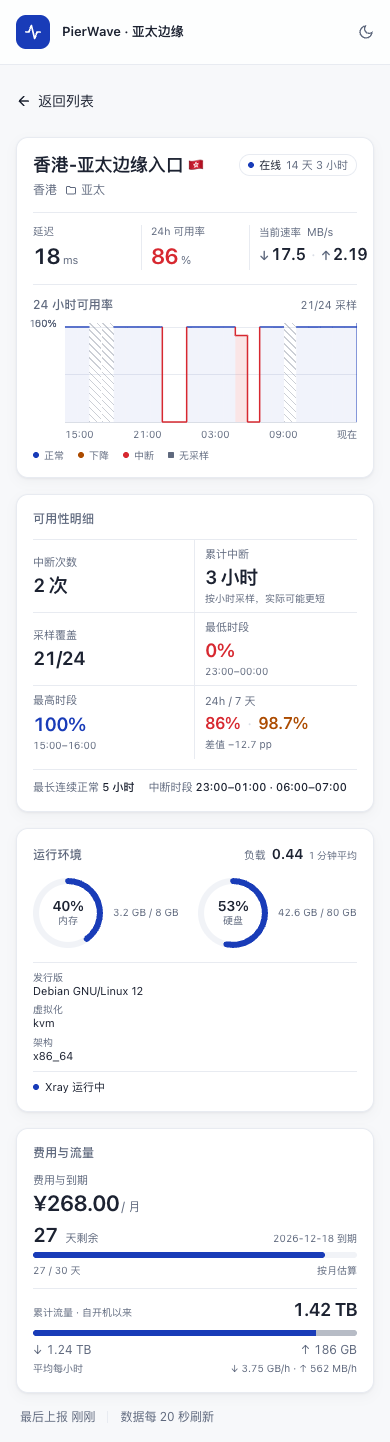 PierWave · 亚太边缘
← 返回列表
香港-亚太边缘入口
在线 14 天 3 小时
香港 亚太
延迟
18 ms
24h 可用率
86 %
当前速率 MB/s
↓ 17.5 · ↑ 2.19
24 小时可用率
21/24 采样
15:00 21:00 03:00 09:00 现在
正常 下降 中断 无采样
可用性明细
中断次数
2 次
累计中断
3 小时
按小时采样，实际可能更短
采样覆盖
21/24
最低时段
0%
23:00–00:00
最高时段
100%
15:00–16:00
24h / 7 天
86% · 98.7%
差值 −12.7 pp
最长连续正常 5 小时 中断时段 23:00–01:00 · 06:00–07:00
运行环境
负载 0.44 1 分钟平均
40%
内存
3.2 GB / 8 GB
53%
硬盘
42.6 GB / 80 GB
发行版
Debian GNU/Linux 12
虚拟化
kvm
架构
x86_64
Xray 运行中
费用与流量
费用与到期
¥268.00 / 月
27 天剩余
2026-12-18 到期
27 / 30 天
按月估算
累计流量 · 自开机以来
1.42 TB
↓ 1.24 TB
↑ 186 GB
平均每小时
↓ 3.75 GB/h · ↑ 562 MB/h
最后上报 刚刚
数据每 20 秒刷新